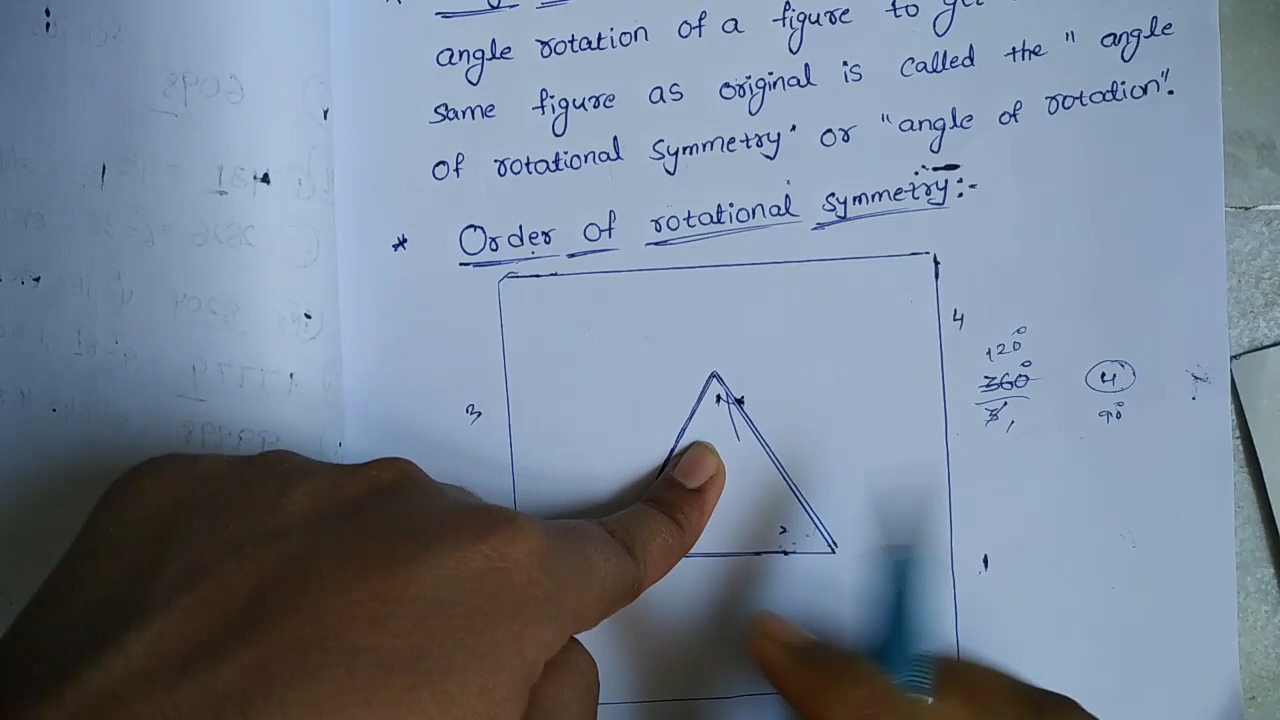 angle rotation of a figure to
same figure as original is called the " angle
of rotational symmetry" or "angle of rotation".
* Order of rotational symmetry:-
3
4
120°
360°
3,
4
90°